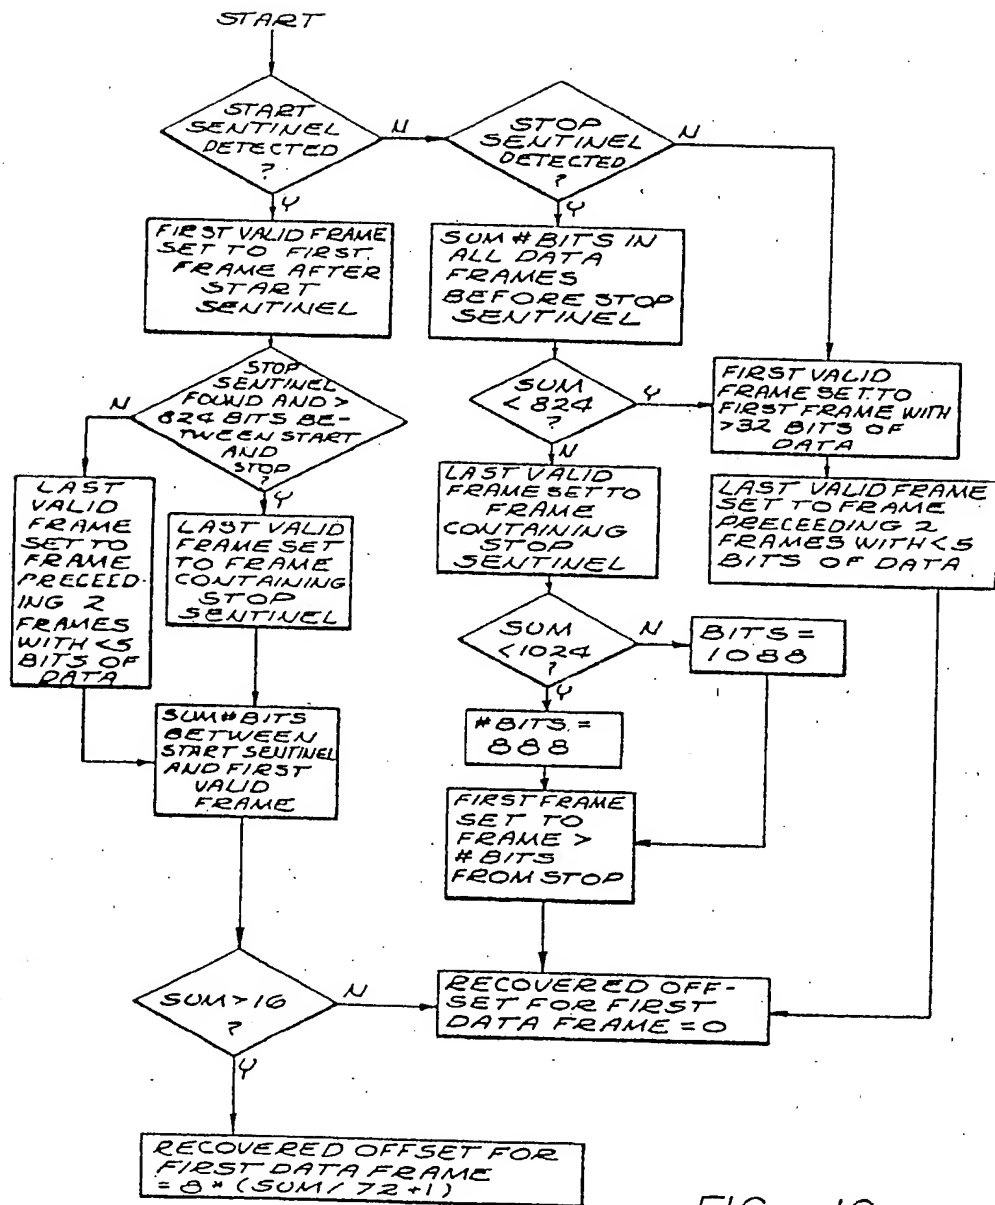 START
START
SENTINEL
DETECTED
?
N
Y
STOP
SENTINEL
DETECTED
?
N
Y
FIRST VALID FRAME
SET TO FIRST
FRAME AFTER
START
SENTINEL
SUM # BITS IN
ALL DATA
FRAMES
BEFORE STOP
SENTINEL
STOP
SENTINEL
FOUND AND >
824 BITS BE-
TWEEN START
AND
STOP
?
N
Y
SUM
< 824
?
Y
N
FIRST VALID
FRAME SET TO
FIRST FRAME WITH
>32 BITS OF
DATA
LAST
VALID
FRAME
SET TO
FRAME
PRECEED-
ING 2
FRAMES
WITH <5
BITS OF
DATA
LAST VALID
FRAME SET
TO FRAME
CONTAINING
STOP
SENTINEL
LAST VALID
FRAME SET TO
FRAME
CONTAINING
STOP
SENTINEL
LAST VALID FRAME
SET TO FRAME
PRECEEDING 2
FRAMES WITH <5
BITS OF DATA
SUM
<1024
?
N
Y
BITS =
1088
# BITS =
888
SUM # BITS
BETWEEN
START SENTINEL
AND FIRST
VALID
FRAME
FIRST FRAME
SET TO
FRAME >
# BITS
FROM STOP
SUM > 16
?
N
Y
RECOVERED OFF-
SET FOR FIRST
DATA FRAME = 0
RECOVERED OFFSET FOR
FIRST DATA FRAME
= 8 * (SUM / 72 + 1)